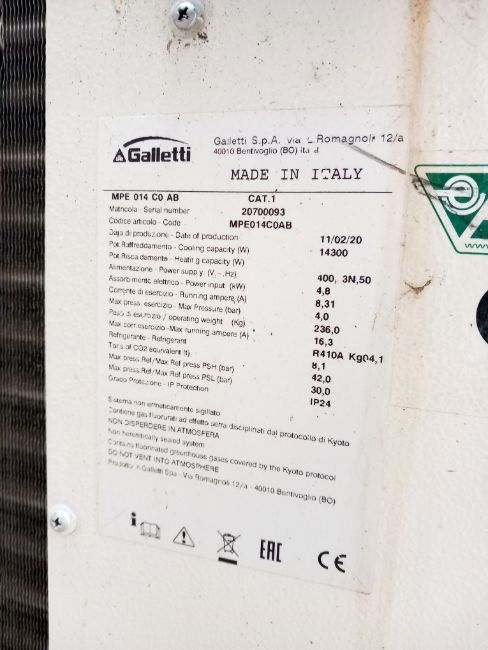 Galletti
Galletti S.p.A. via L.Romagnoli 12/a
40010 Bentivoglio (BO) ital
MADE IN ITALY
MPE 014 C0 AB CAT.1
Matricola - Serial number 20700093
Codice articolo - Code MPE014C0AB
Data di produzione - Date of production 11/02/20
Pot.Raffreddamento - Cooling capacity (W) 14300
Pot.Riscaldamento - Heating capacity (W)
Alimentazione - Power supply (V, ~, Hz) 400, 3N,50
Assorbimento elettrico - Power input (kW) 4,8
Corrente di esercizio - Running ampere (A) 8,31
Max press. esercizio - Max Pressure (bar) 4,0
Peso di esercizio / operating weight (Kg) 236,0
Max corr.esercizio -Max running ampere (A) 16,3
Refrigerante - Refrigerant R410A Kg04,1
Tons of CO2 equivalent (t) 8,1
Max press Ref/Max Ref press PSH (bar) 42,0
Max press Ref/Max Ref press PSL (bar) 30,0
Grado Protezione - IP Protection IP24
Sistema non ermeticamente sigillato
Contiene gas fluorurati ad effetto serra disciplinati dal protocollo di Kyoto
NON DISPERDERE IN ATMOSFERA
Non hermetically sealed system
Contains fluorinated greenhouse gases covered by the Kyoto protocol
DO NOT VENT INTO ATMOSPHERE
Prodotto in Galletti Spa - Via Romagnoli 12/a - 40010 Bentivoglio (BO)
i EAC CE